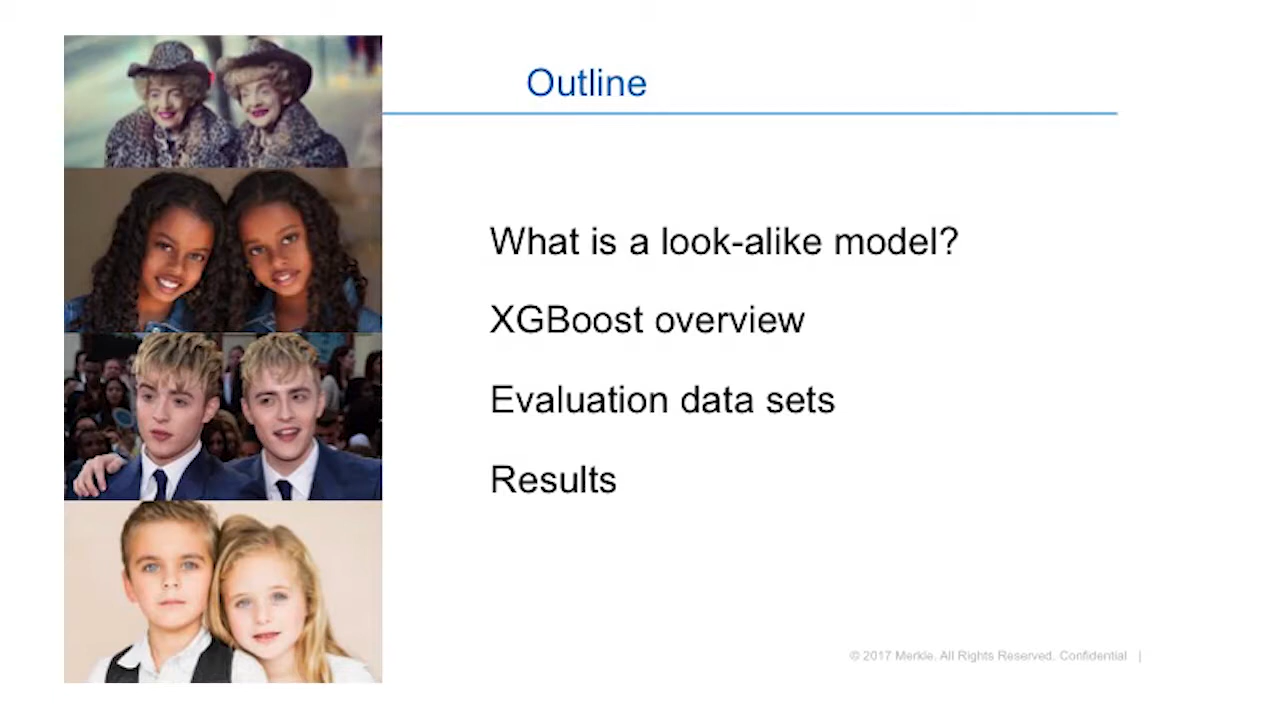 Outline
What is a look-alike model?
XGBoost overview
Evaluation data sets
Results
© 2017 Merkle. All Rights Reserved. Confidential |